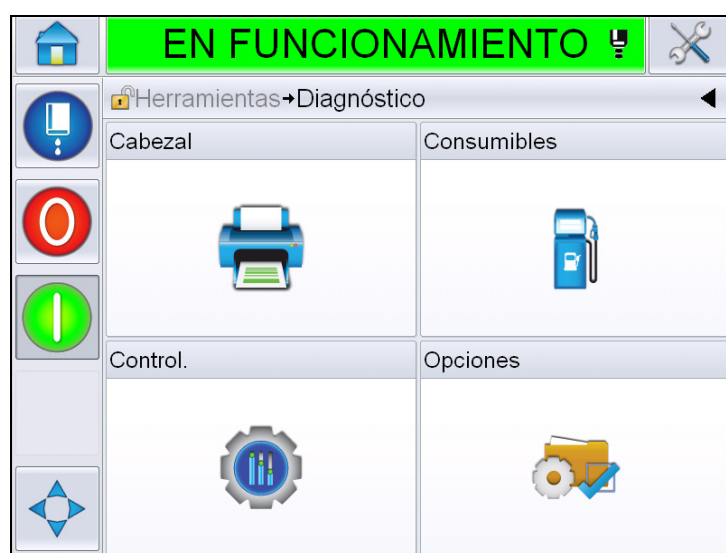 EN FUNCIONAMIENTO
Herramientas→Diagnóstico
Cabezal
Consumibles
Control.
Opciones